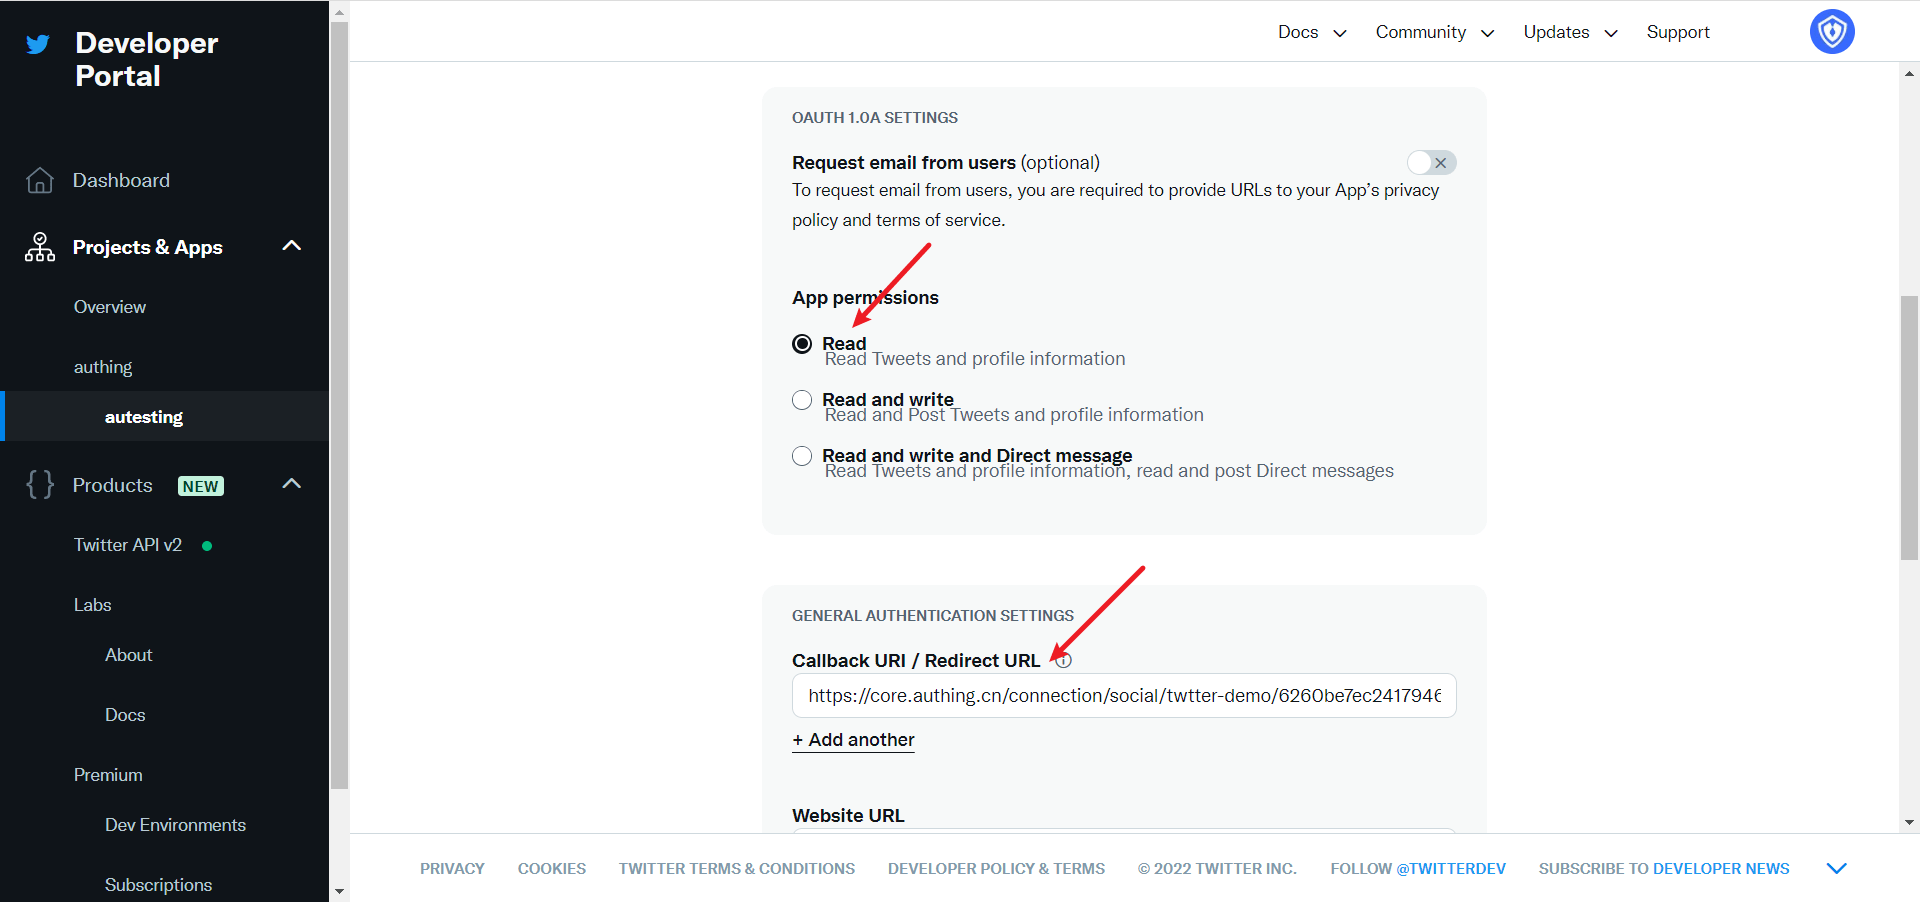 Developer
Portal
Dashboard
Projects & Apps
Overview
authing
autesting
Products NEW
Twitter API v2
Labs
About
Docs
Premium
Dev Environments
Subscriptions
Docs Community Updates Support
OAUTH 1.0A SETTINGS
Request email from users (optional)
To request email from users, you are required to provide URLs to your App's privacy
policy and terms of service.
App permissions
Read
Read Tweets and profile information
Read and write
Read and Post Tweets and profile information
Read and write and Direct message
Read Tweets and profile information, read and post Direct messages
GENERAL AUTHENTICATION SETTINGS
Callback URI / Redirect URL
https://core.authing.cn/connection/social/twtter-demo/6260be7ec2417946
+ Add another
Website URL
PRIVACY COOKIES TWITTER TERMS & CONDITIONS DEVELOPER POLICY & TERMS © 2022 TWITTER INC. FOLLOW @TWITTERDEV SUBSCRIBE TO DEVELOPER NEWS